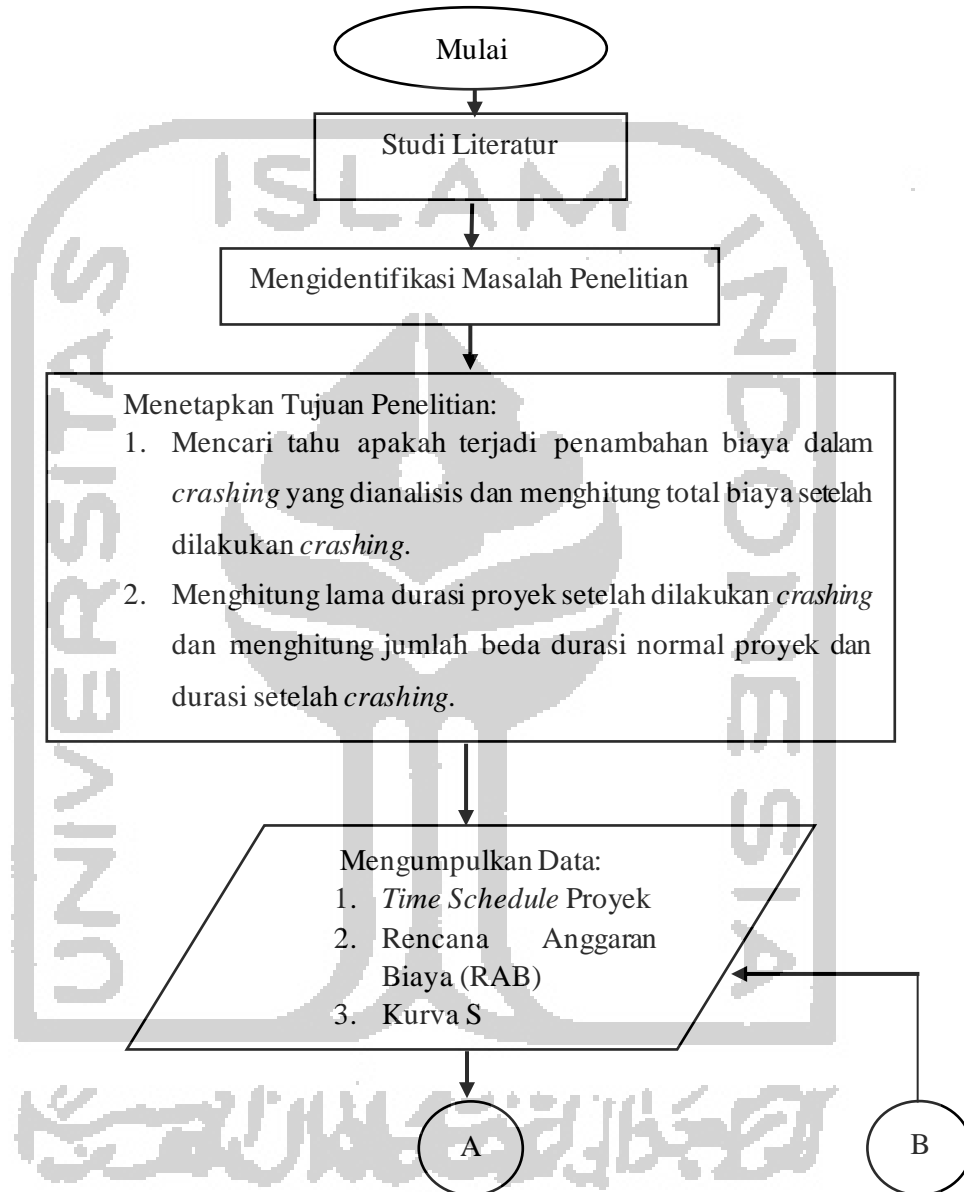 Mulai
Studi Literatur
Mengidentifikasi Masalah Penelitian
Menetapkan Tujuan Penelitian:
1. Mencari tahu apakah terjadi penambahan biaya dalam
crashing yang dianalisis dan menghitung total biaya setelah
dilakukan crashing.
2. Menghitung lama durasi proyek setelah dilakukan crashing
dan menghitung jumlah beda durasi normal proyek dan
durasi setelah crashing.
Mengumpulkan Data:
1. Time Schedule Proyek
2. Rencana Anggaran
Biaya (RAB)
3. Kurva S
A
B
UNIVERSITAS
ISLAM
INDONESIA